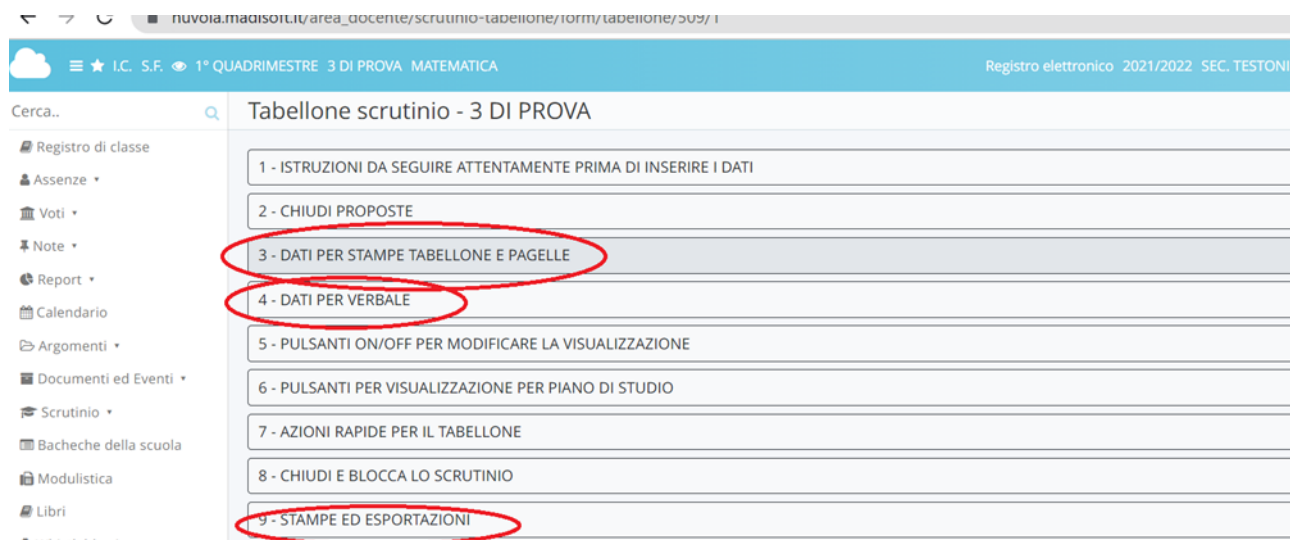 nuvola.madisoft.it/area_docente/scrutinio-tabellone/form/tabellone/509/1
I.C. S.F. 1° QUADRIMESTRE 3 DI PROVA MATEMATICA
Registro elettronico 2021/2022 SEC. TESTONI
Cerca..
Registro di classe
Assenze
Voti
Note
Report
Calendario
Argomenti
Documenti ed Eventi
Scrutinio
Bacheche della scuola
Modulistica
Libri
Tabellone scrutinio - 3 DI PROVA
1 - ISTRUZIONI DA SEGUIRE ATTENTAMENTE PRIMA DI INSERIRE I DATI
2 - CHIUDI PROPOSTE
3 - DATI PER STAMPE TABELLONE E PAGELLE
4 - DATI PER VERBALE
5 - PULSANTI ON/OFF PER MODIFICARE LA VISUALIZZAZIONE
6 - PULSANTI PER VISUALIZZAZIONE PER PIANO DI STUDIO
7 - AZIONI RAPIDE PER IL TABELLONE
8 - CHIUDI E BLOCCA LO SCRUTINIO
9 - STAMPE ED ESPORTAZIONI